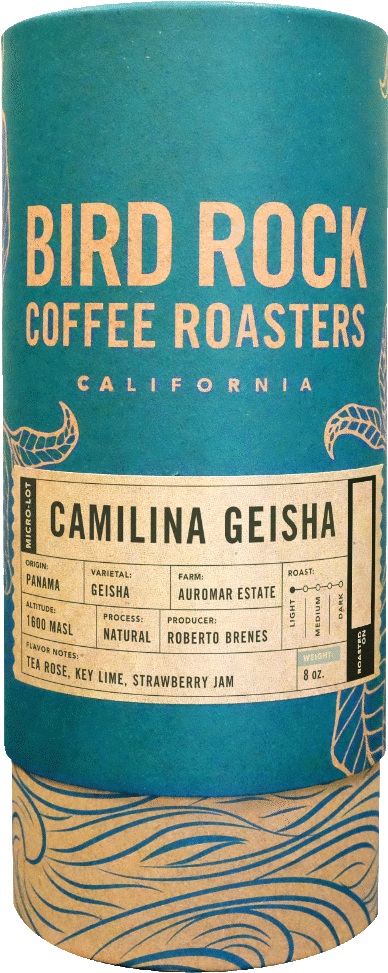 BIRD ROCK
COFFEE ROASTERS
CALIFORNIA
MICRO-LOT
CAMILINA GEISHA
ORIGIN:
PANAMA
VARIETAL:
GEISHA
FARM:
AUROMAR ESTATE
ROAST:
LIGHT
MEDIUM
DARK
ALTITUDE:
1600 MASL
PROCESS:
NATURAL
PRODUCER:
ROBERTO BRENES
FLAVOR NOTES:
TEA ROSE, KEY LIME, STRAWBERRY JAM
WEIGHT:
8 oz.
ROASTED
ON